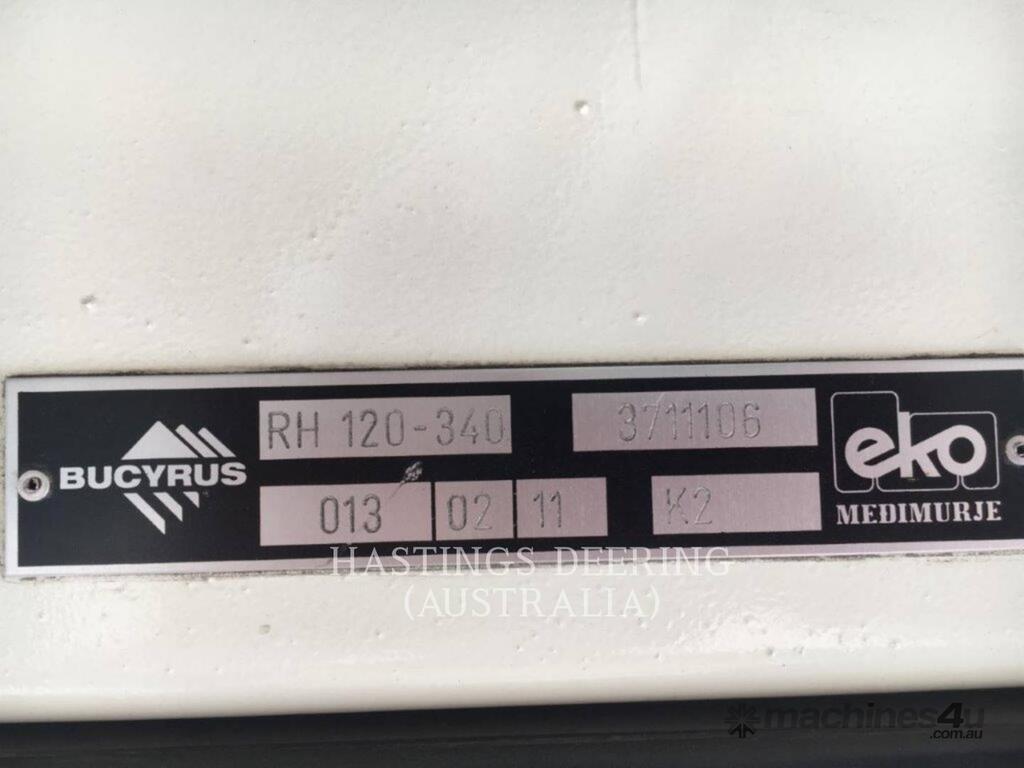 BUCYRUS
RH 120-340
3711106
eko
013
02
11
K2
MEĐIMURJE
HASTINGS DEERING
(AUSTRALIA)
machines4u
.com.au